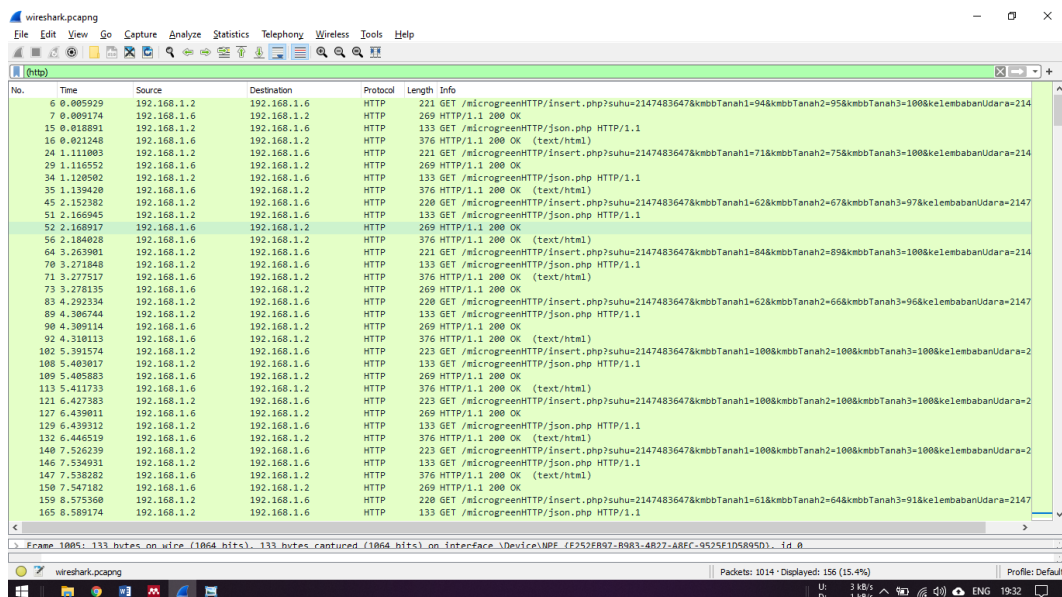 wireshark.pcapng
File Edit View Go Capture Analyze Statistics Telephony Wireless Tools Help
(http)
No. Time Source Destination Protocol Length Info
6 0.005929 192.168.1.2 192.168.1.6 HTTP 221 GET /microgreenHTTP/insert.php?suhu=2147483647&kmbbTanah1=94&kmbbTanah2=95&kmbbTanah3=100&kelembabanUdara=214
7 0.009174 192.168.1.6 192.168.1.2 HTTP 269 HTTP/1.1 200 OK
15 0.018891 192.168.1.2 192.168.1.6 HTTP 133 GET /microgreenHTTP/json.php HTTP/1.1
16 0.021248 192.168.1.6 192.168.1.2 HTTP 376 HTTP/1.1 200 OK (text/html)
24 1.111003 192.168.1.2 192.168.1.6 HTTP 221 GET /microgreenHTTP/insert.php?suhu=2147483647&kmbbTanah1=71&kmbbTanah2=75&kmbbTanah3=100&kelembabanUdara=214
29 1.116552 192.168.1.6 192.168.1.2 HTTP 269 HTTP/1.1 200 OK
34 1.120502 192.168.1.2 192.168.1.6 HTTP 133 GET /microgreenHTTP/json.php HTTP/1.1
35 1.139420 192.168.1.6 192.168.1.2 HTTP 376 HTTP/1.1 200 OK (text/html)
45 2.152382 192.168.1.2 192.168.1.6 HTTP 220 GET /microgreenHTTP/insert.php?suhu=2147483647&kmbbTanah1=62&kmbbTanah2=67&kmbbTanah3=97&kelembabanUdara=2147
51 2.166945 192.168.1.2 192.168.1.6 HTTP 133 GET /microgreenHTTP/json.php HTTP/1.1
52 2.168917 192.168.1.6 192.168.1.2 HTTP 269 HTTP/1.1 200 OK
56 2.184028 192.168.1.6 192.168.1.2 HTTP 376 HTTP/1.1 200 OK (text/html)
64 3.263901 192.168.1.2 192.168.1.6 HTTP 221 GET /microgreenHTTP/insert.php?suhu=2147483647&kmbbTanah1=84&kmbbTanah2=89&kmbbTanah3=100&kelembabanUdara=214
70 3.271848 192.168.1.2 192.168.1.6 HTTP 133 GET /microgreenHTTP/json.php HTTP/1.1
71 3.277517 192.168.1.6 192.168.1.2 HTTP 376 HTTP/1.1 200 OK (text/html)
73 3.278135 192.168.1.6 192.168.1.2 HTTP 269 HTTP/1.1 200 OK
83 4.292334 192.168.1.2 192.168.1.6 HTTP 220 GET /microgreenHTTP/insert.php?suhu=2147483647&kmbbTanah1=62&kmbbTanah2=66&kmbbTanah3=96&kelembabanUdara=2147
89 4.306744 192.168.1.2 192.168.1.6 HTTP 133 GET /microgreenHTTP/json.php HTTP/1.1
90 4.309114 192.168.1.6 192.168.1.2 HTTP 269 HTTP/1.1 200 OK
92 4.310113 192.168.1.6 192.168.1.2 HTTP 376 HTTP/1.1 200 OK (text/html)
102 5.391574 192.168.1.2 192.168.1.6 HTTP 223 GET /microgreenHTTP/insert.php?suhu=2147483647&kmbbTanah1=100&kmbbTanah2=100&kmbbTanah3=100&kelembabanUdara=2
108 5.403017 192.168.1.2 192.168.1.6 HTTP 133 GET /microgreenHTTP/json.php HTTP/1.1
109 5.405883 192.168.1.6 192.168.1.2 HTTP 269 HTTP/1.1 200 OK
113 5.411733 192.168.1.6 192.168.1.2 HTTP 376 HTTP/1.1 200 OK (text/html)
121 6.427383 192.168.1.2 192.168.1.6 HTTP 223 GET /microgreenHTTP/insert.php?suhu=2147483647&kmbbTanah1=100&kmbbTanah2=100&kmbbTanah3=100&kelembabanUdara=2
127 6.439011 192.168.1.6 192.168.1.2 HTTP 269 HTTP/1.1 200 OK
129 6.439312 192.168.1.2 192.168.1.6 HTTP 133 GET /microgreenHTTP/json.php HTTP/1.1
132 6.446519 192.168.1.6 192.168.1.2 HTTP 376 HTTP/1.1 200 OK (text/html)
140 7.526239 192.168.1.2 192.168.1.6 HTTP 223 GET /microgreenHTTP/insert.php?suhu=2147483647&kmbbTanah1=100&kmbbTanah2=100&kmbbTanah3=100&kelembabanUdara=2
146 7.534931 192.168.1.2 192.168.1.6 HTTP 133 GET /microgreenHTTP/json.php HTTP/1.1
147 7.538282 192.168.1.6 192.168.1.2 HTTP 376 HTTP/1.1 200 OK (text/html)
150 7.547182 192.168.1.6 192.168.1.2 HTTP 269 HTTP/1.1 200 OK
159 8.575360 192.168.1.2 192.168.1.6 HTTP 220 GET /microgreenHTTP/insert.php?suhu=2147483647&kmbbTanah1=61&kmbbTanah2=64&kmbbTanah3=91&kelembabanUdara=2147
165 8.589174 192.168.1.2 192.168.1.6 HTTP 133 GET /microgreenHTTP/json.php HTTP/1.1
Frame 1005: 133 bytes on wire (1064 bits), 133 bytes captured (1064 bits) on interface \Device\NPF_{F252FB97-B983-4B27-A8EC-9525F1D5895D}, id 0
wireshark.pcapng Packets: 1014 · Displayed: 156 (15.4%) Profile: Default
U: 3 kB/s
D: 1 kB/s
ENG 19:32